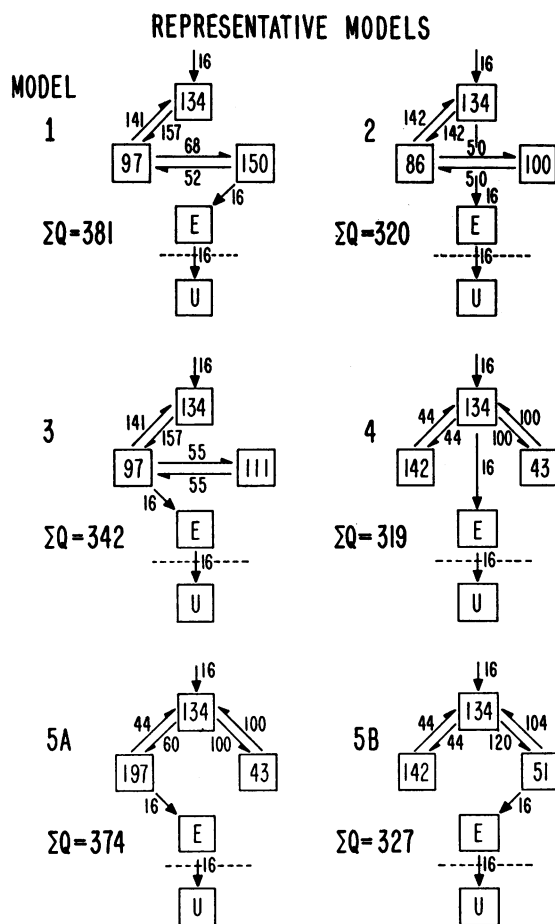 REPRESENTATIVE MODELS
MODEL
1
16
134
141
157
97
68
52
150
16
E
ΣQ=381
16
U
2
16
134
142
142
86
50
50
100
16
E
ΣQ=320
16
U
3
16
134
141
157
97
55
55
111
16
E
ΣQ=342
16
U
4
16
134
44
44
100
100
142
43
16
E
ΣQ=319
16
U
5A
16
134
44
60
100
100
197
43
16
E
ΣQ=374
16
U
5B
16
134
44
44
104
120
142
51
16
E
ΣQ=327
16
U